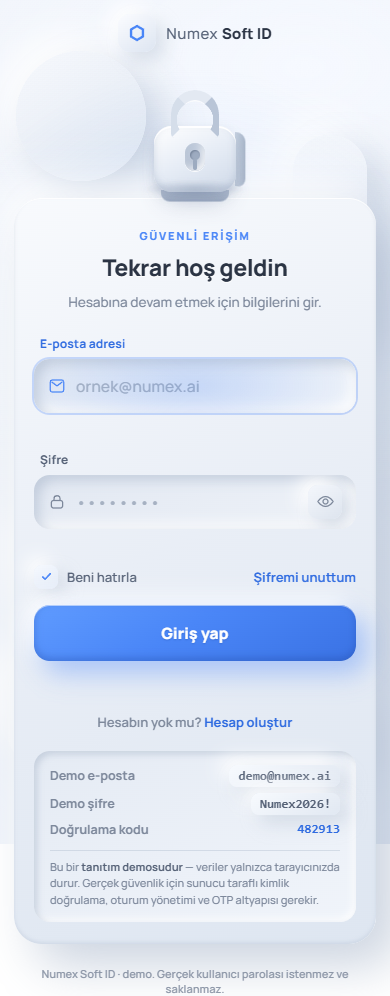 Numex Soft ID
GÜVENLİ ERİŞİM
Tekrar hoş geldin
Hesabına devam etmek için bilgilerini gir.
E-posta adresi
ornek@numex.ai
Şifre
Beni hatırla
Şifremi unuttum
Giriş yap
Hesabın yok mu? Hesap oluştur
Demo e-posta
demo@numex.ai
Demo şifre
Numex2026!
Doğrulama kodu
482913
Bu bir tanıtım demosudur — veriler yalnızca tarayıcınızda
durur. Gerçek güvenlik için sunucu taraflı kimlik
doğrulama, oturum yönetimi ve OTP altyapısı gerekir.
Numex Soft ID · demo. Gerçek kullanıcı parolası istenmez ve
saklanmaz.